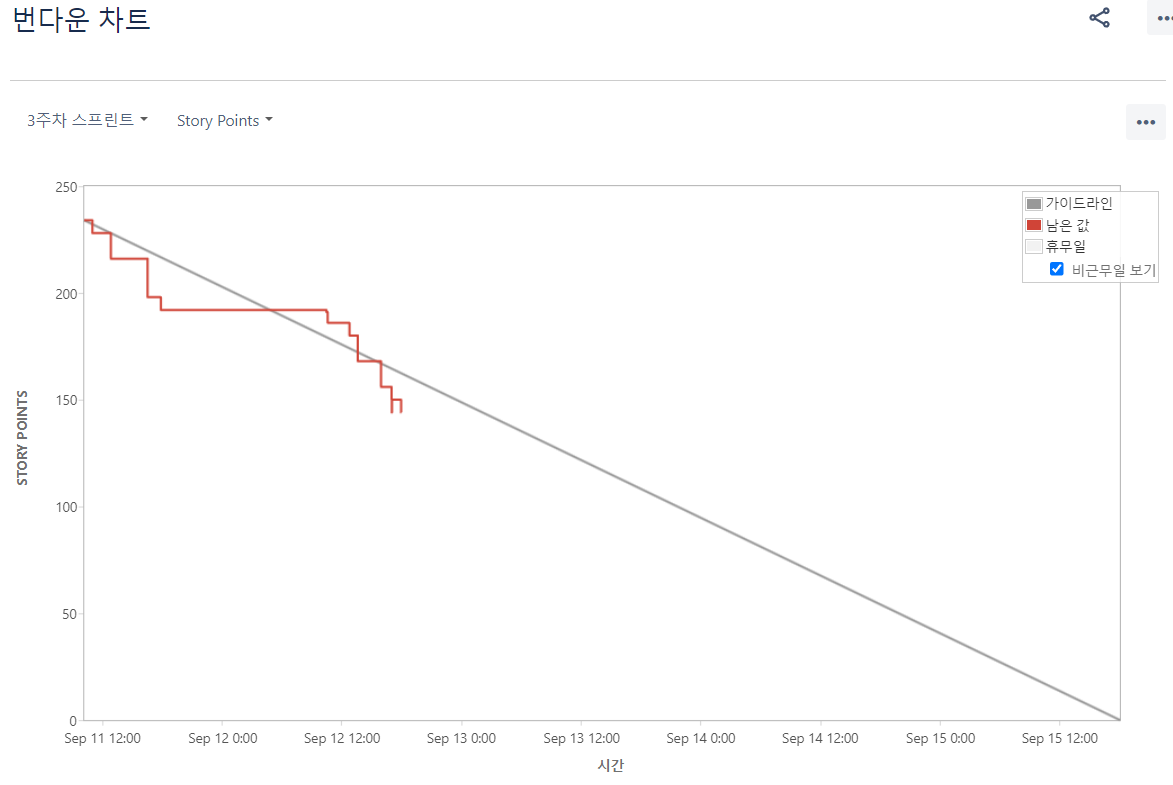 번다운 차트
3주차 스프린트
Story Points
250
200
150
100
50
0
STORY POINTS
가이드라인
남은 값
휴무일
비근무일 보기
Sep 11 12:00
Sep 12 0:00
Sep 12 12:00
Sep 13 0:00
Sep 13 12:00
Sep 14 0:00
Sep 14 12:00
Sep 15 0:00
Sep 15 12:00
시간